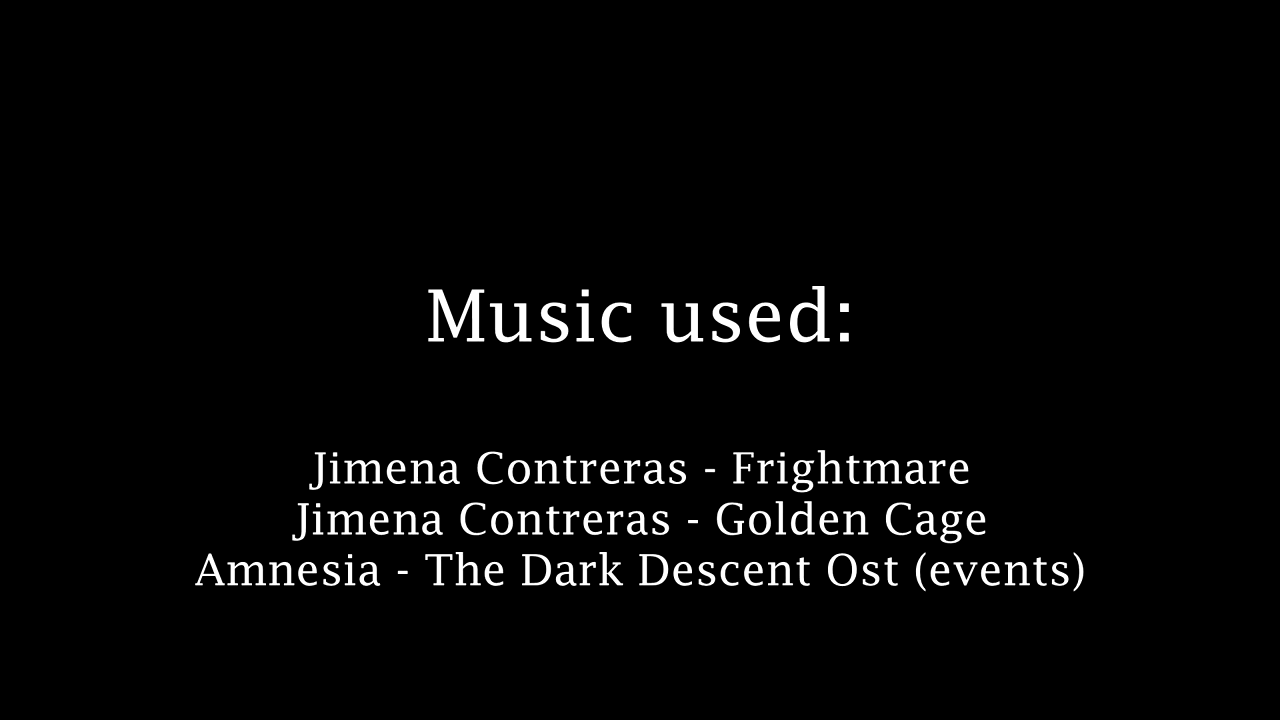 Music used:
Jimena Contreras - Frightmare
Jimena Contreras - Golden Cage
Amnesia - The Dark Descent Ost (events)